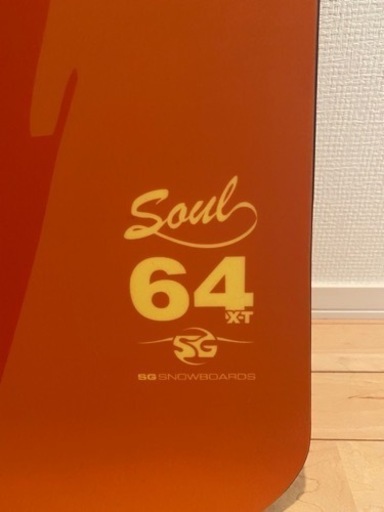 Soul
64
X-T
SG
SG SNOWBOARDS